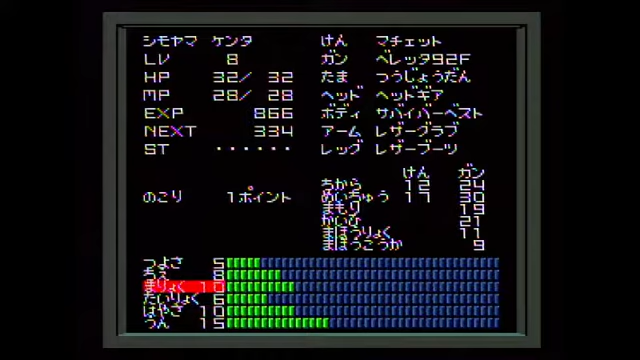 シモヤマ ケンタ けん マチェット
LV 8 ガン ベレッタ92F
HP 32/ 32 たま つうじょうだん
MP 28/ 28 ヘッド ヘッドギア
EXP 866 ボディ サバイバーベスト
NEXT 334 アーム レザーグラブ
ST ・・・・・・ レッグ レザーブーツ
けん ガン
ちから 12 24
のこり 1ポイント めいちゅう 11 30
まもり 19
かいひ 21
まほうりょく 11
まほうこうか 9
つよさ 5
ちえ 8
まりょく 10
たいりょく 6
はやさ 10
うん 15